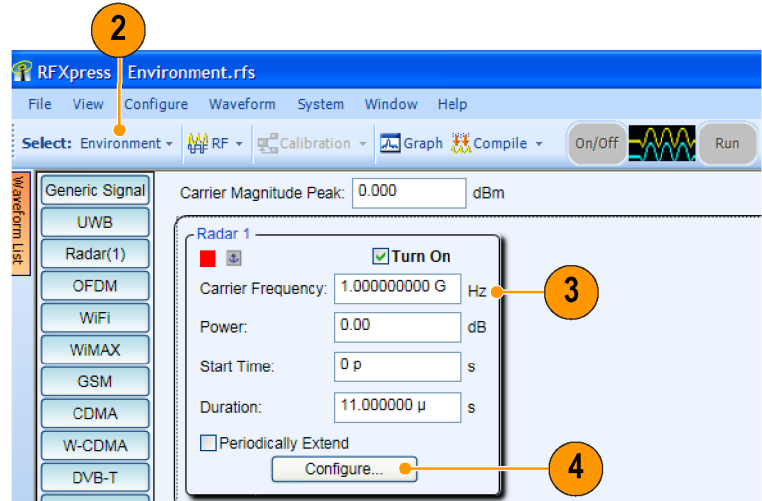 2
RFXpress Environment.rfs
File View Configure Waveform System Window Help
Select: Environment RF Calibration Graph Compile On/Off Run
Waveform List
Generic Signal
UWB
Radar(1)
OFDM
WiFi
WiMAX
GSM
CDMA
W-CDMA
DVB-T
Carrier Magnitude Peak: 0.000 dBm
Radar 1
Turn On
Carrier Frequency: 1.000000000 G Hz
3
Power: 0.00 dB
Start Time: 0 p s
Duration: 11.000000 µ s
Periodically Extend
Configure...
4